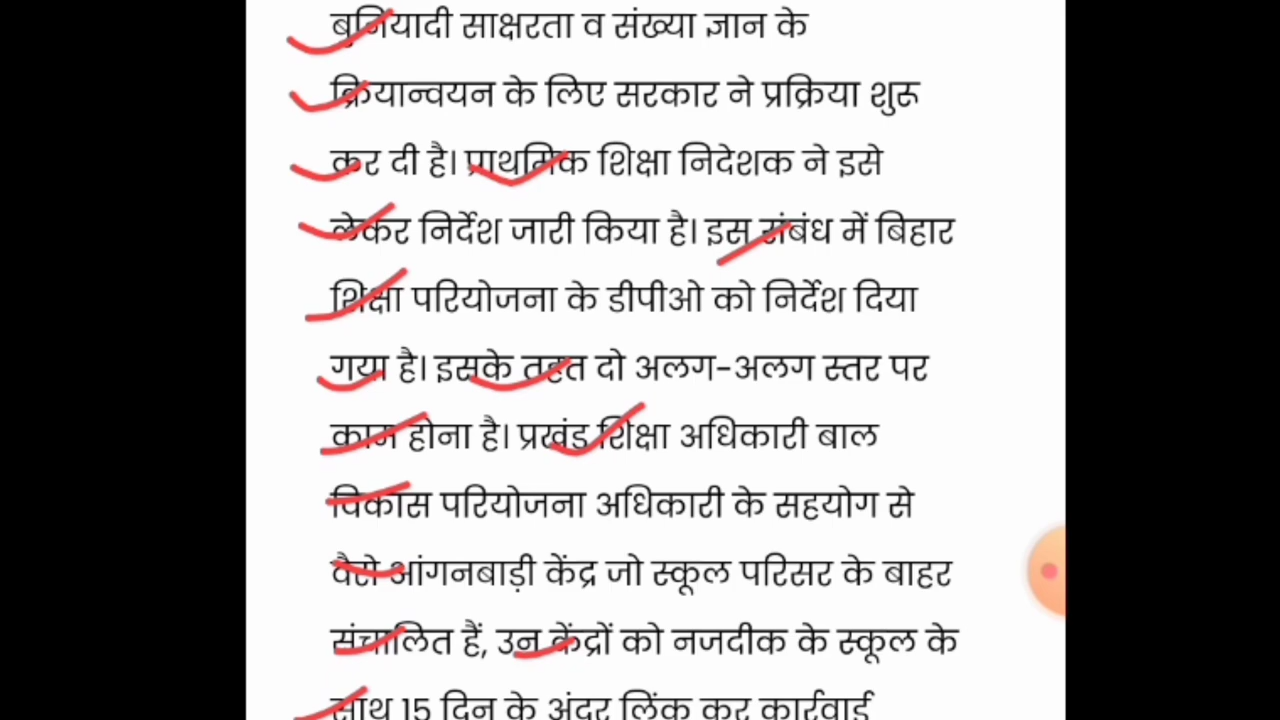 बुनियादी साक्षरता व संख्या ज्ञान के
क्रियान्वयन के लिए सरकार ने प्रक्रिया शुरू
कर दी है। प्राथमिक शिक्षा निदेशक ने इसे
लेकर निर्देश जारी किया है। इस संबंध में बिहार
शिक्षा परियोजना के डीपीओ को निर्देश दिया
गया है। इसके तहत दो अलग-अलग स्तर पर
काम होना है। प्रखंड शिक्षा अधिकारी बाल
विकास परियोजना अधिकारी के सहयोग से
वैसे आंगनबाड़ी केंद्र जो स्कूल परिसर के बाहर
संचालित हैं, उन केंद्रों को नजदीक के स्कूल के
साथ 15 दिन के अंदर लिंक कर कार्रवाई